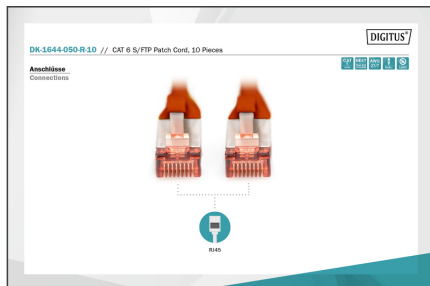 DIGITUS®
DK-1644-050-R-10 // CAT 6 S/FTP Patch Cord, 10 Pieces
Anschlüsse
Connections
RJ45